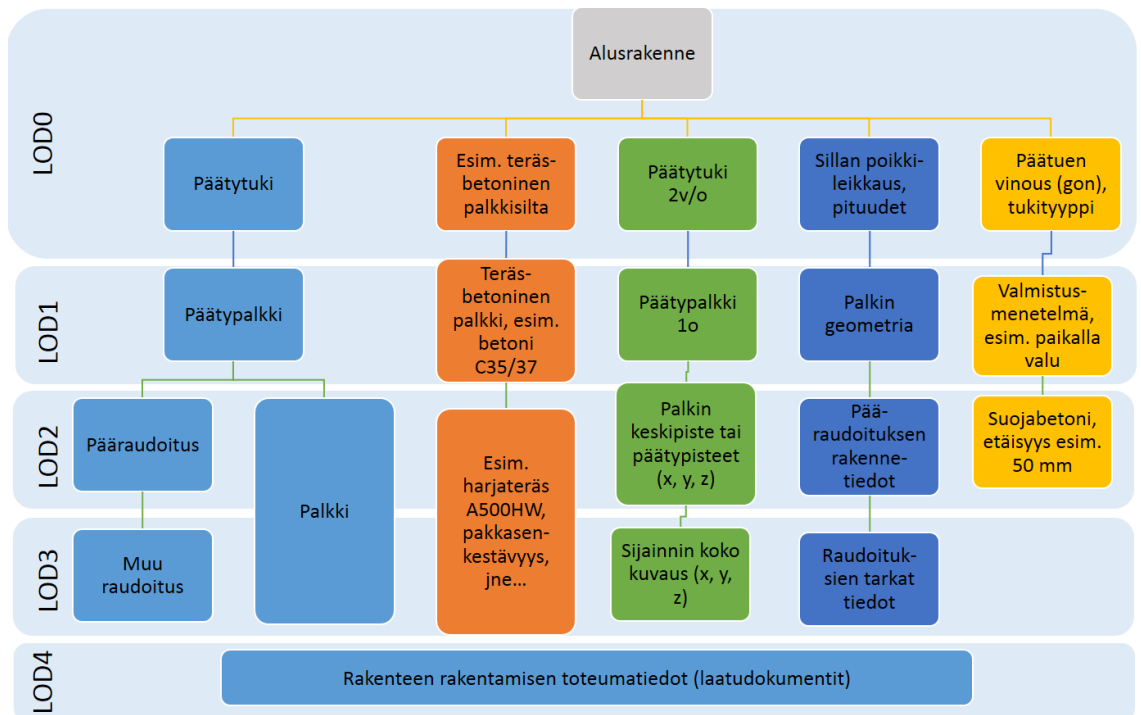 LOD0
Alusrakenne
Päätytuki
Esim. teräs-
betoninen
palkkisilta
Päätytuki
2v/o
Sillan poikki-
leikkaus,
pituudet
Päätuen
vinous (gon),
tukityyppi
LOD1
Päätypalkki
Teräs-
betoninen
palkki, esim.
betoni
C35/37
Päätypalkki
1o
Palkin
geometria
Valmistus-
menetelmä,
esim. paikalla
valu
LOD2
Pääraudoitus
Palkki
Esim.
harjateräs
A500HW,
pakkasen-
kestävyys,
jne...
Palkin
keskipiste tai
päätypisteet
(x, y, z)
Pää-
raudoituksen
rakenne-
tiedot
Suojabetoni,
etäisyys esim.
50 mm
LOD3
Muu
raudoitus
Sijainnin koko
kuvaus (x, y,
z)
Raudoituk-
sien tarkat
tiedot
LOD4
Rakenteen rakentamisen toteumatiedot (laatudokumentit)